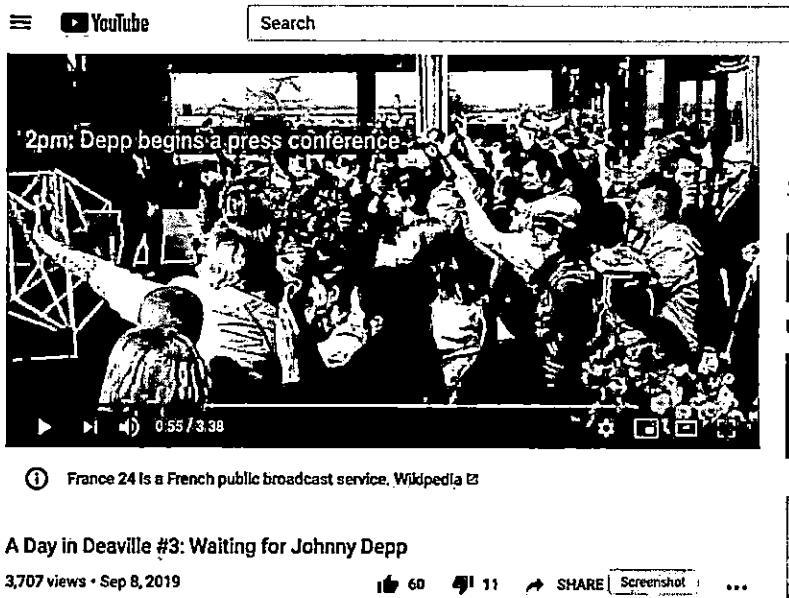 YouTube
Search
2pm: Depp begins a press conference
0:55 / 3:38
France 24 is a French public broadcast service. Wikipedia
A Day in Deaville #3: Waiting for Johnny Depp
3,707 views • Sep 8, 2019
60
11
SHARE
Screenshot
...